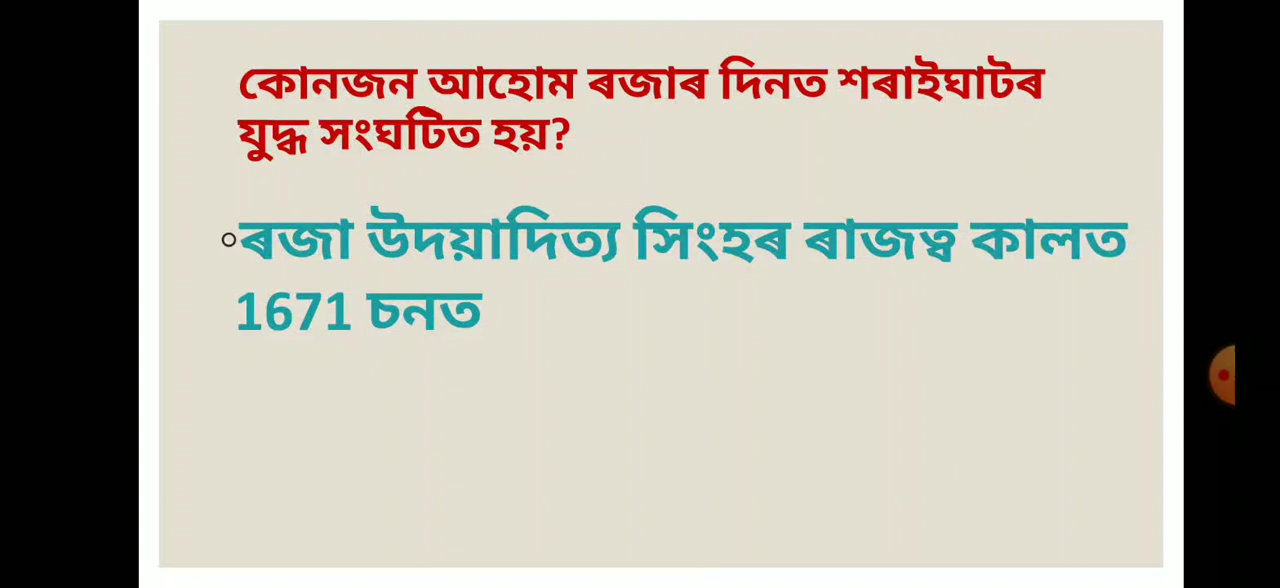 কোনজন আহোম ৰজাৰ দিনত শৰাইঘাটৰ
যুদ্ধ সংঘটিত হয়?
ৰজা উদয়াদিত্য সিংহৰ ৰাজত্ব কালত
1671 চনত